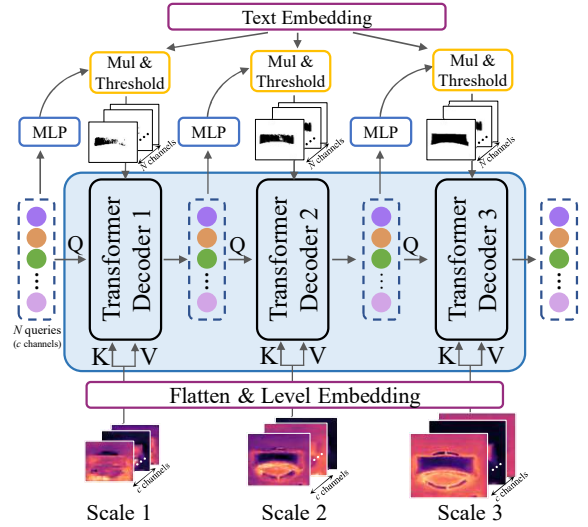 Text Embedding
Mul &
Threshold
Mul &
Threshold
Mul &
Threshold
MLP
MLP
MLP
N channels
N channels
N channels
Q
Transformer
Decoder 1
Q
Transformer
Decoder 2
Q
Transformer
Decoder 3
N queries
(c channels)
K
V
K
V
K
V
Flatten & Level Embedding
c channels
c channels
c channels
Scale 1
Scale 2
Scale 3